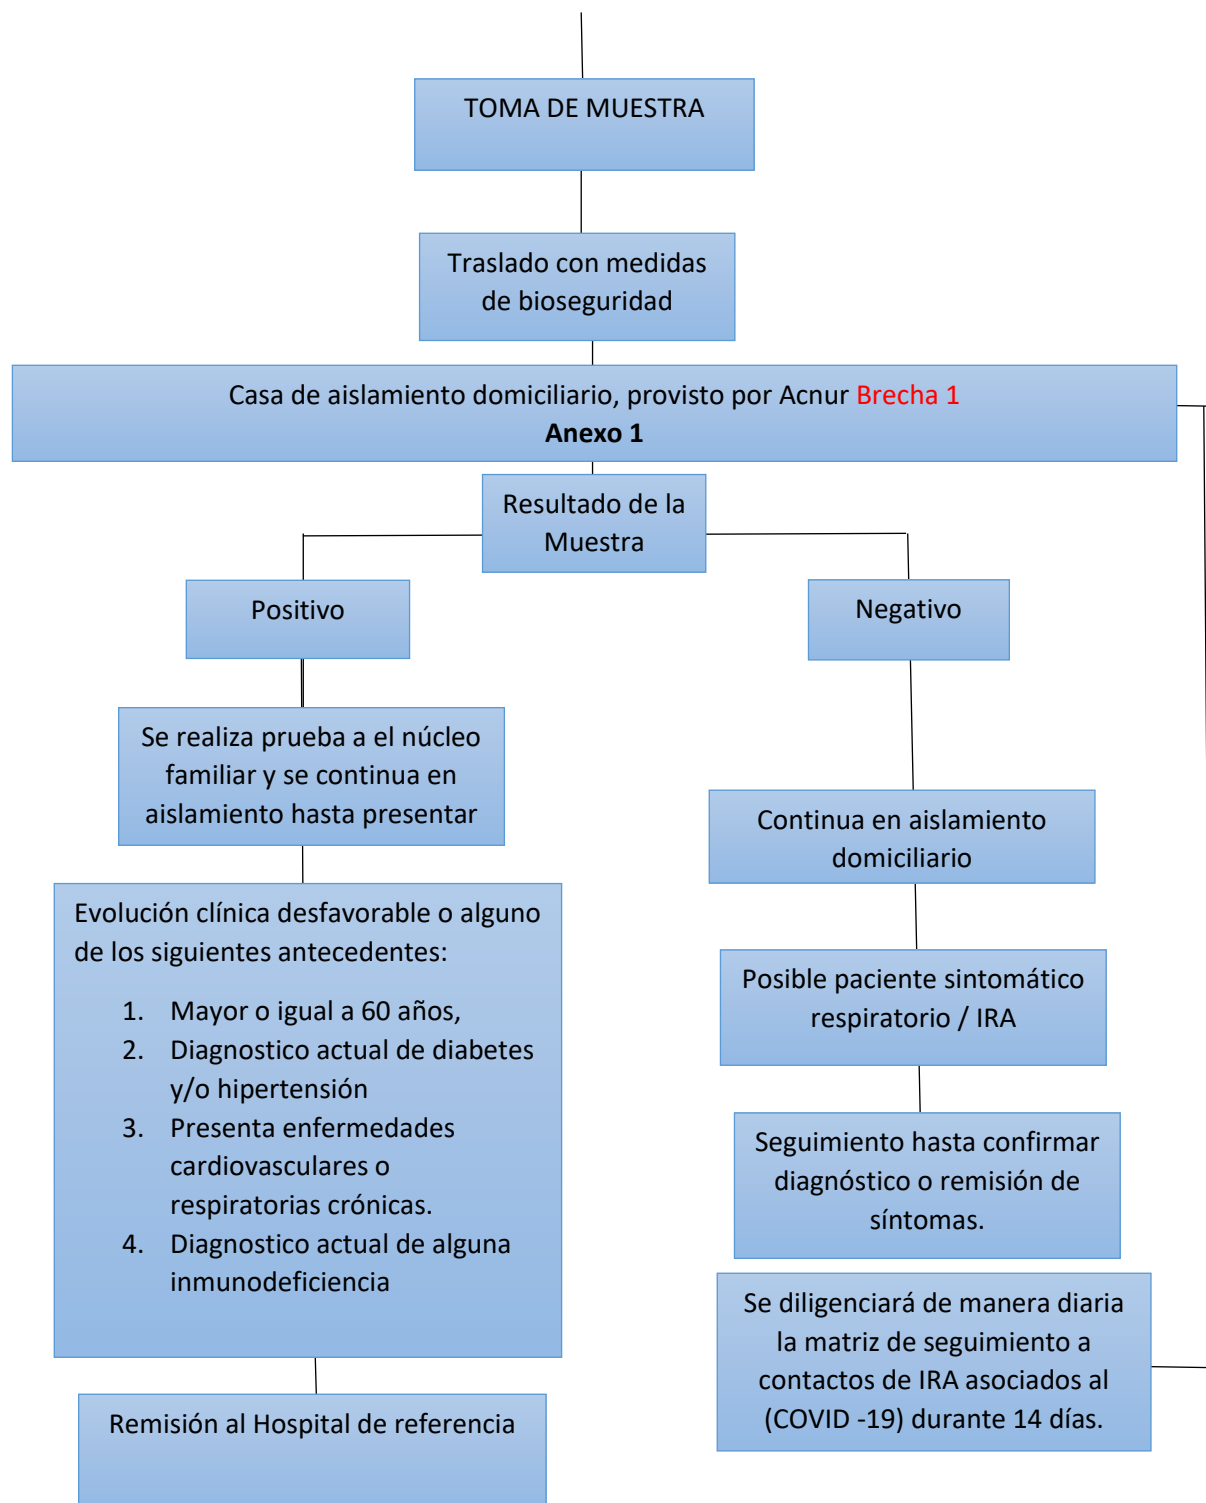 TOMA DE MUESTRA
Traslado con medidas
de bioseguridad
Casa de aislamiento domiciliario, provisto por Acnur Brecha 1
Anexo 1
Resultado de la
Muestra
Positivo
Negativo
Se realiza prueba a el núcleo
familiar y se continua en
aislamiento hasta presentar
Evolución clínica desfavorable o alguno
de los siguientes antecedentes:
1. Mayor o igual a 60 años,
2. Diagnostico actual de diabetes
y/o hipertensión
3. Presenta enfermedades
cardiovasculares o
respiratorias crónicas.
4. Diagnostico actual de alguna
inmunodeficiencia
Remisión al Hospital de referencia
Continua en aislamiento
domiciliario
Posible paciente sintomático
respiratorio / IRA
Seguimiento hasta confirmar
diagnóstico o remisión de
síntomas.
Se diligenciará de manera diaria
la matriz de seguimiento a
contactos de IRA asociados al
(COVID -19) durante 14 días.